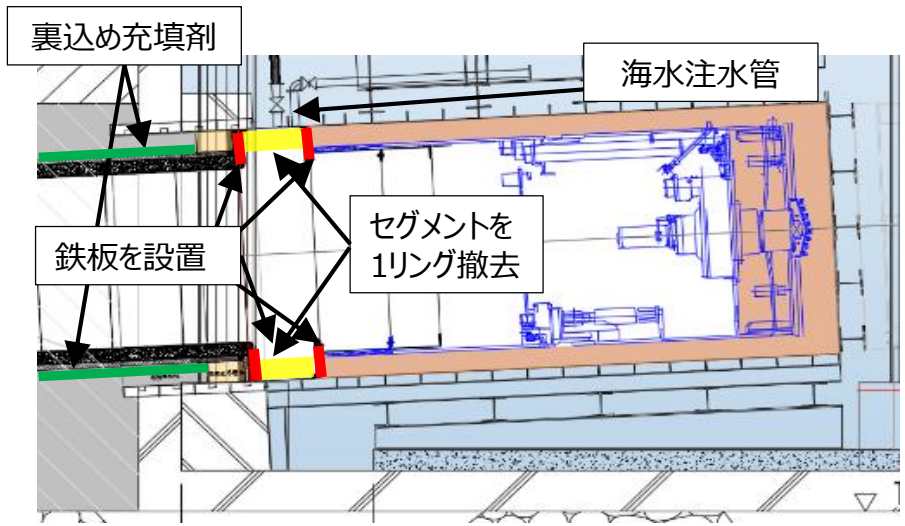 裏込め充填剤
海水注水管
鉄板を設置
セグメントを
1リング撤去